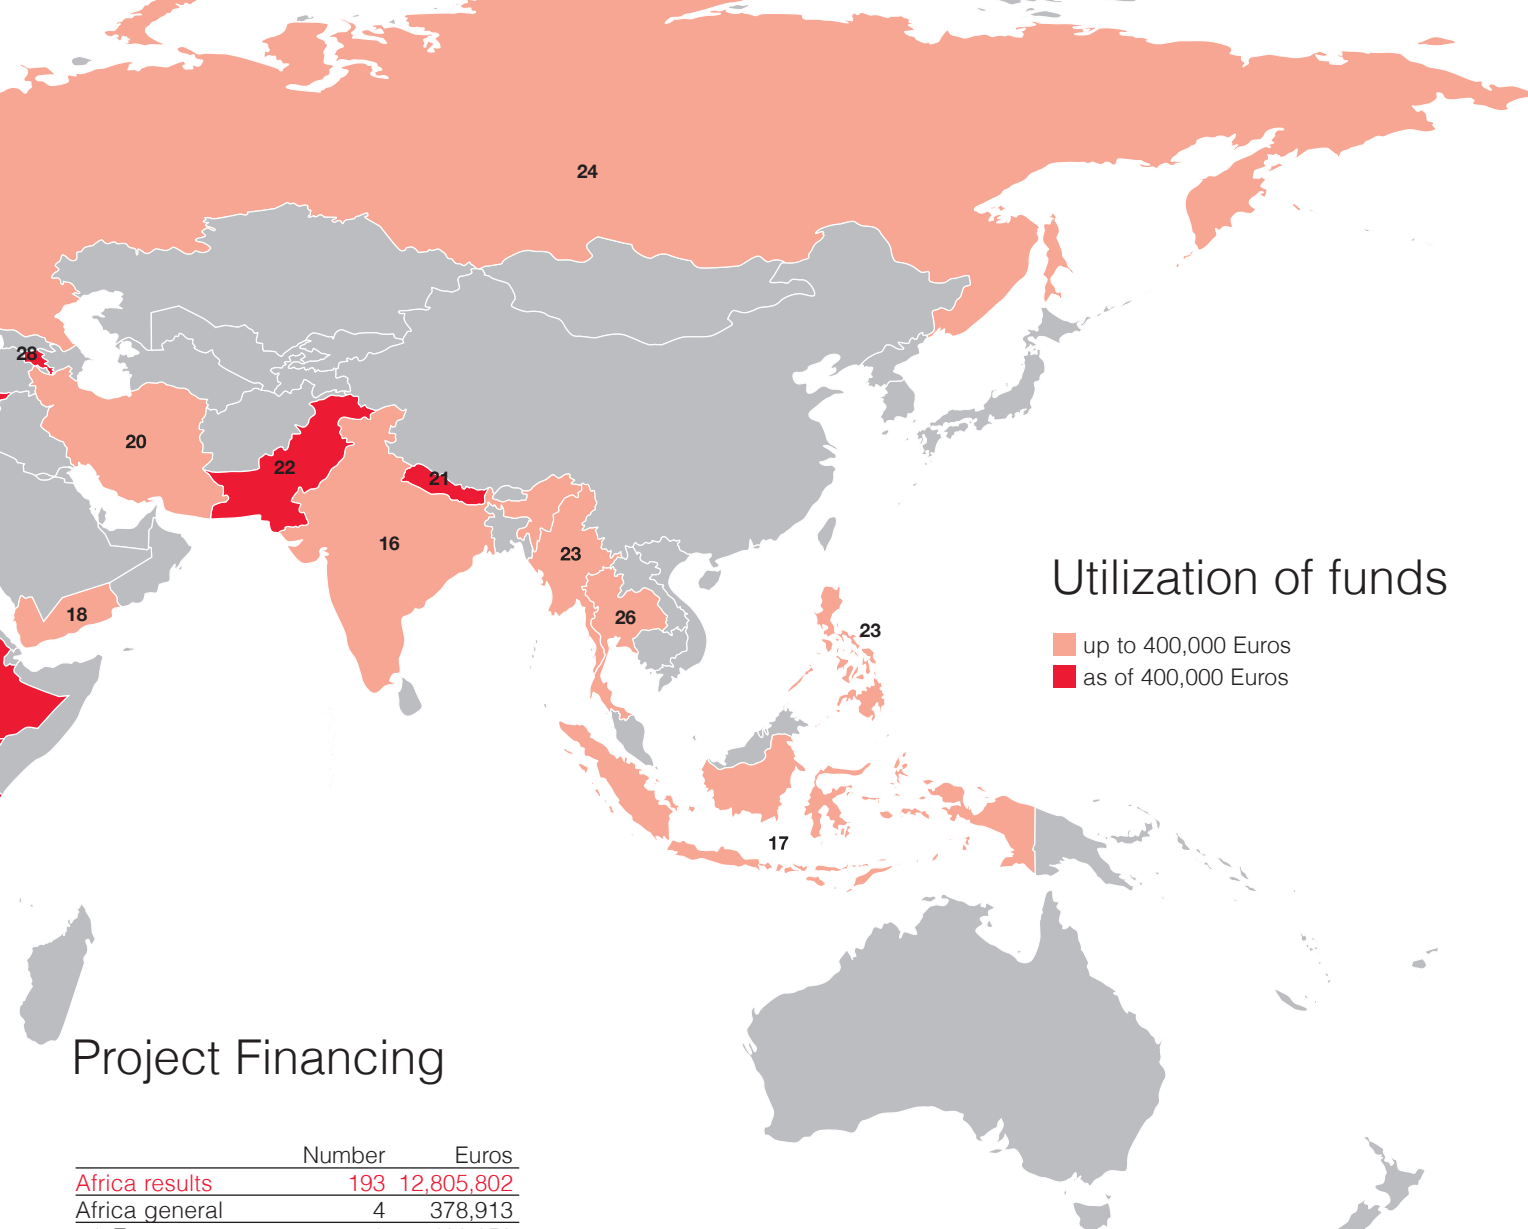 24
28
20
22
21
16
23
18
26
23
17
Utilization of funds
up to 400,000 Euros
as of 400,000 Euros
Project Financing
Number Euros
Africa results 193 12,805,802
Africa general 4 378,913